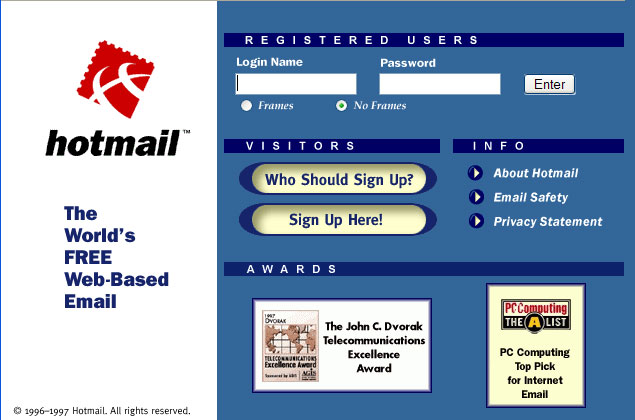 REGISTERED USERS
Login Name
Password
Enter
Frames
No Frames
hotmail™
VISITORS
INFO
Who Should Sign Up?
Sign Up Here!
About Hotmail
Email Safety
Privacy Statement
The
World's
FREE
Web-Based
Email
AWARDS
1997
DVORAK
TELECOMMUNICATIONS
Excellence
Award
The John C. Dvorak
Telecommunications
Excellence
Award
PC Computing
THE A LIST
PC Computing
Top Pick
for Internet
Email
© 1996-1997 Hotmail. All rights reserved.